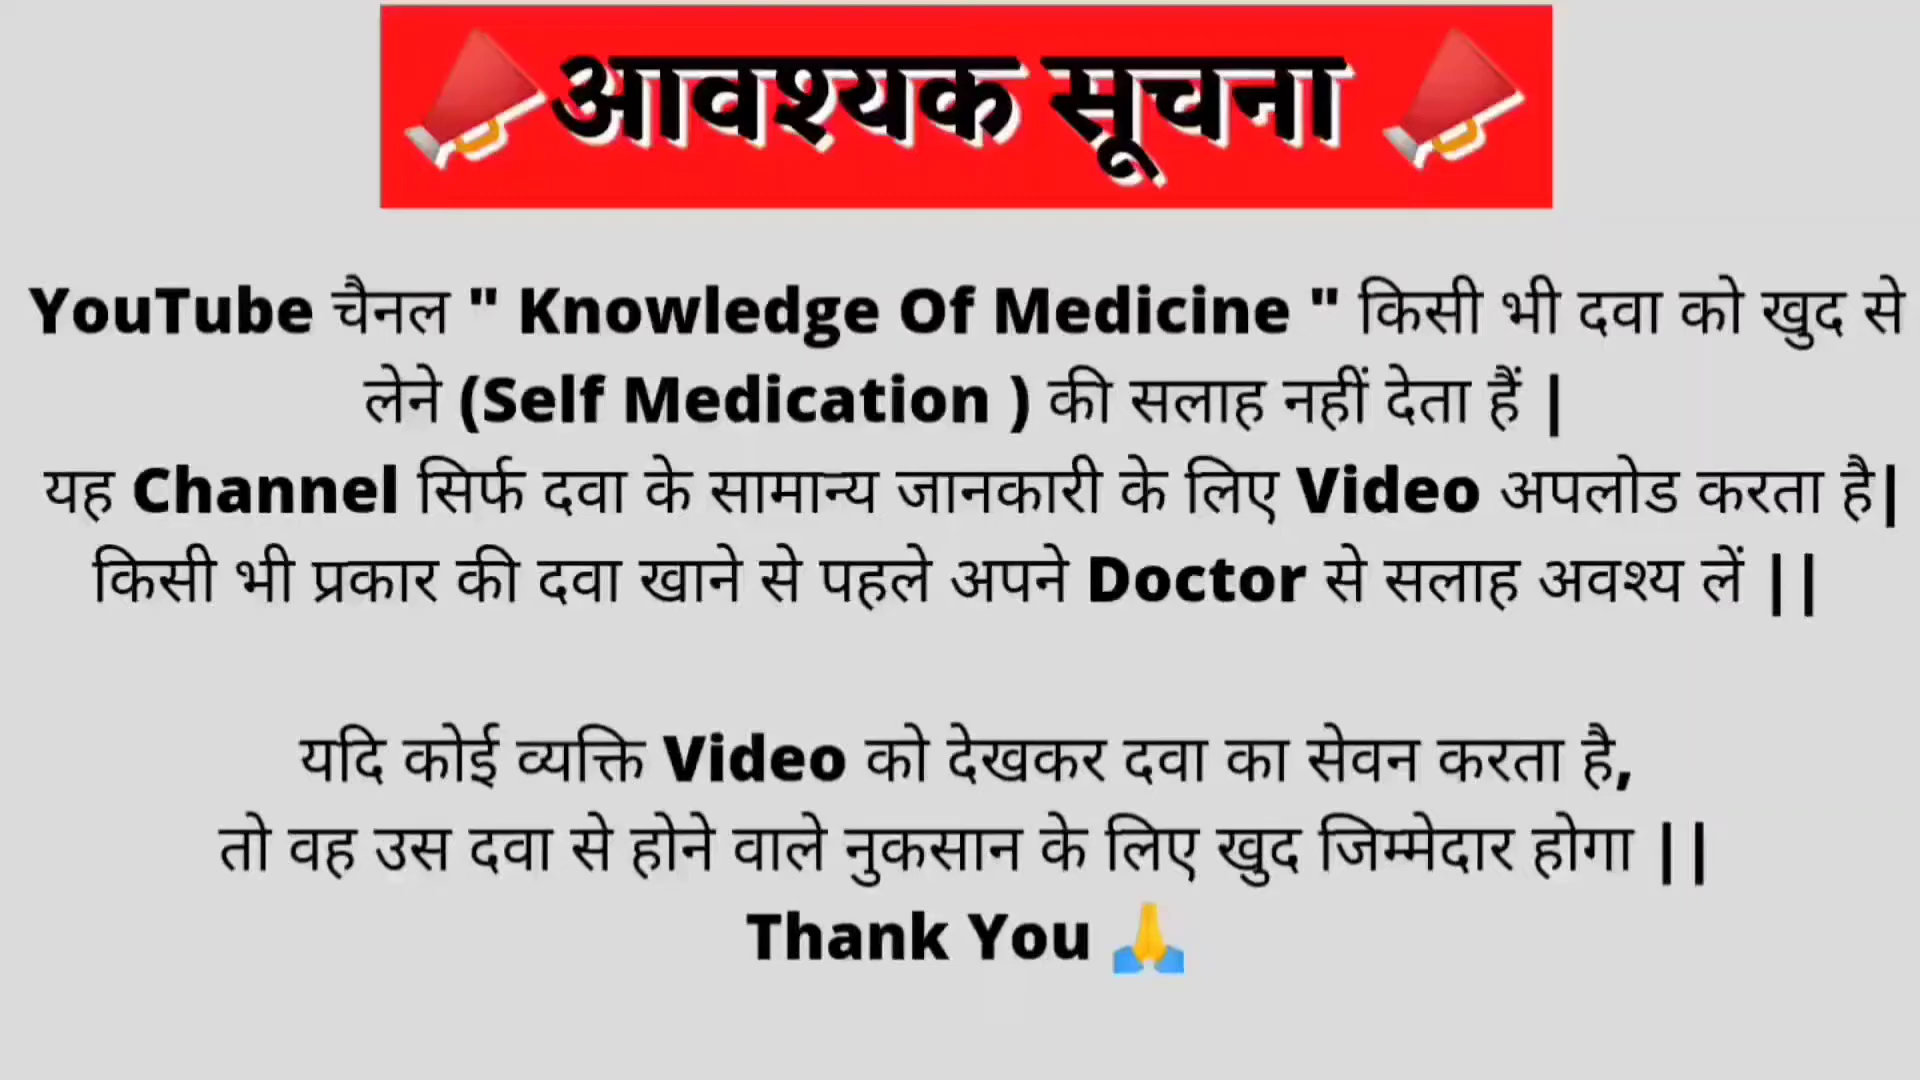 📣आवश्यक सूचना 📣
YouTube चैनल " Knowledge Of Medicine " किसी भी दवा को खुद से
लेने (Self Medication ) की सलाह नहीं देता हैं |
यह Channel सिर्फ दवा के सामान्य जानकारी के लिए Video अपलोड करता है|
किसी भी प्रकार की दवा खाने से पहले अपने Doctor से सलाह अवश्य लें ||
यदि कोई व्यक्ति Video को देखकर दवा का सेवन करता है,
तो वह उस दवा से होने वाले नुकसान के लिए खुद जिम्मेदार होगा ||
Thank You 🙏